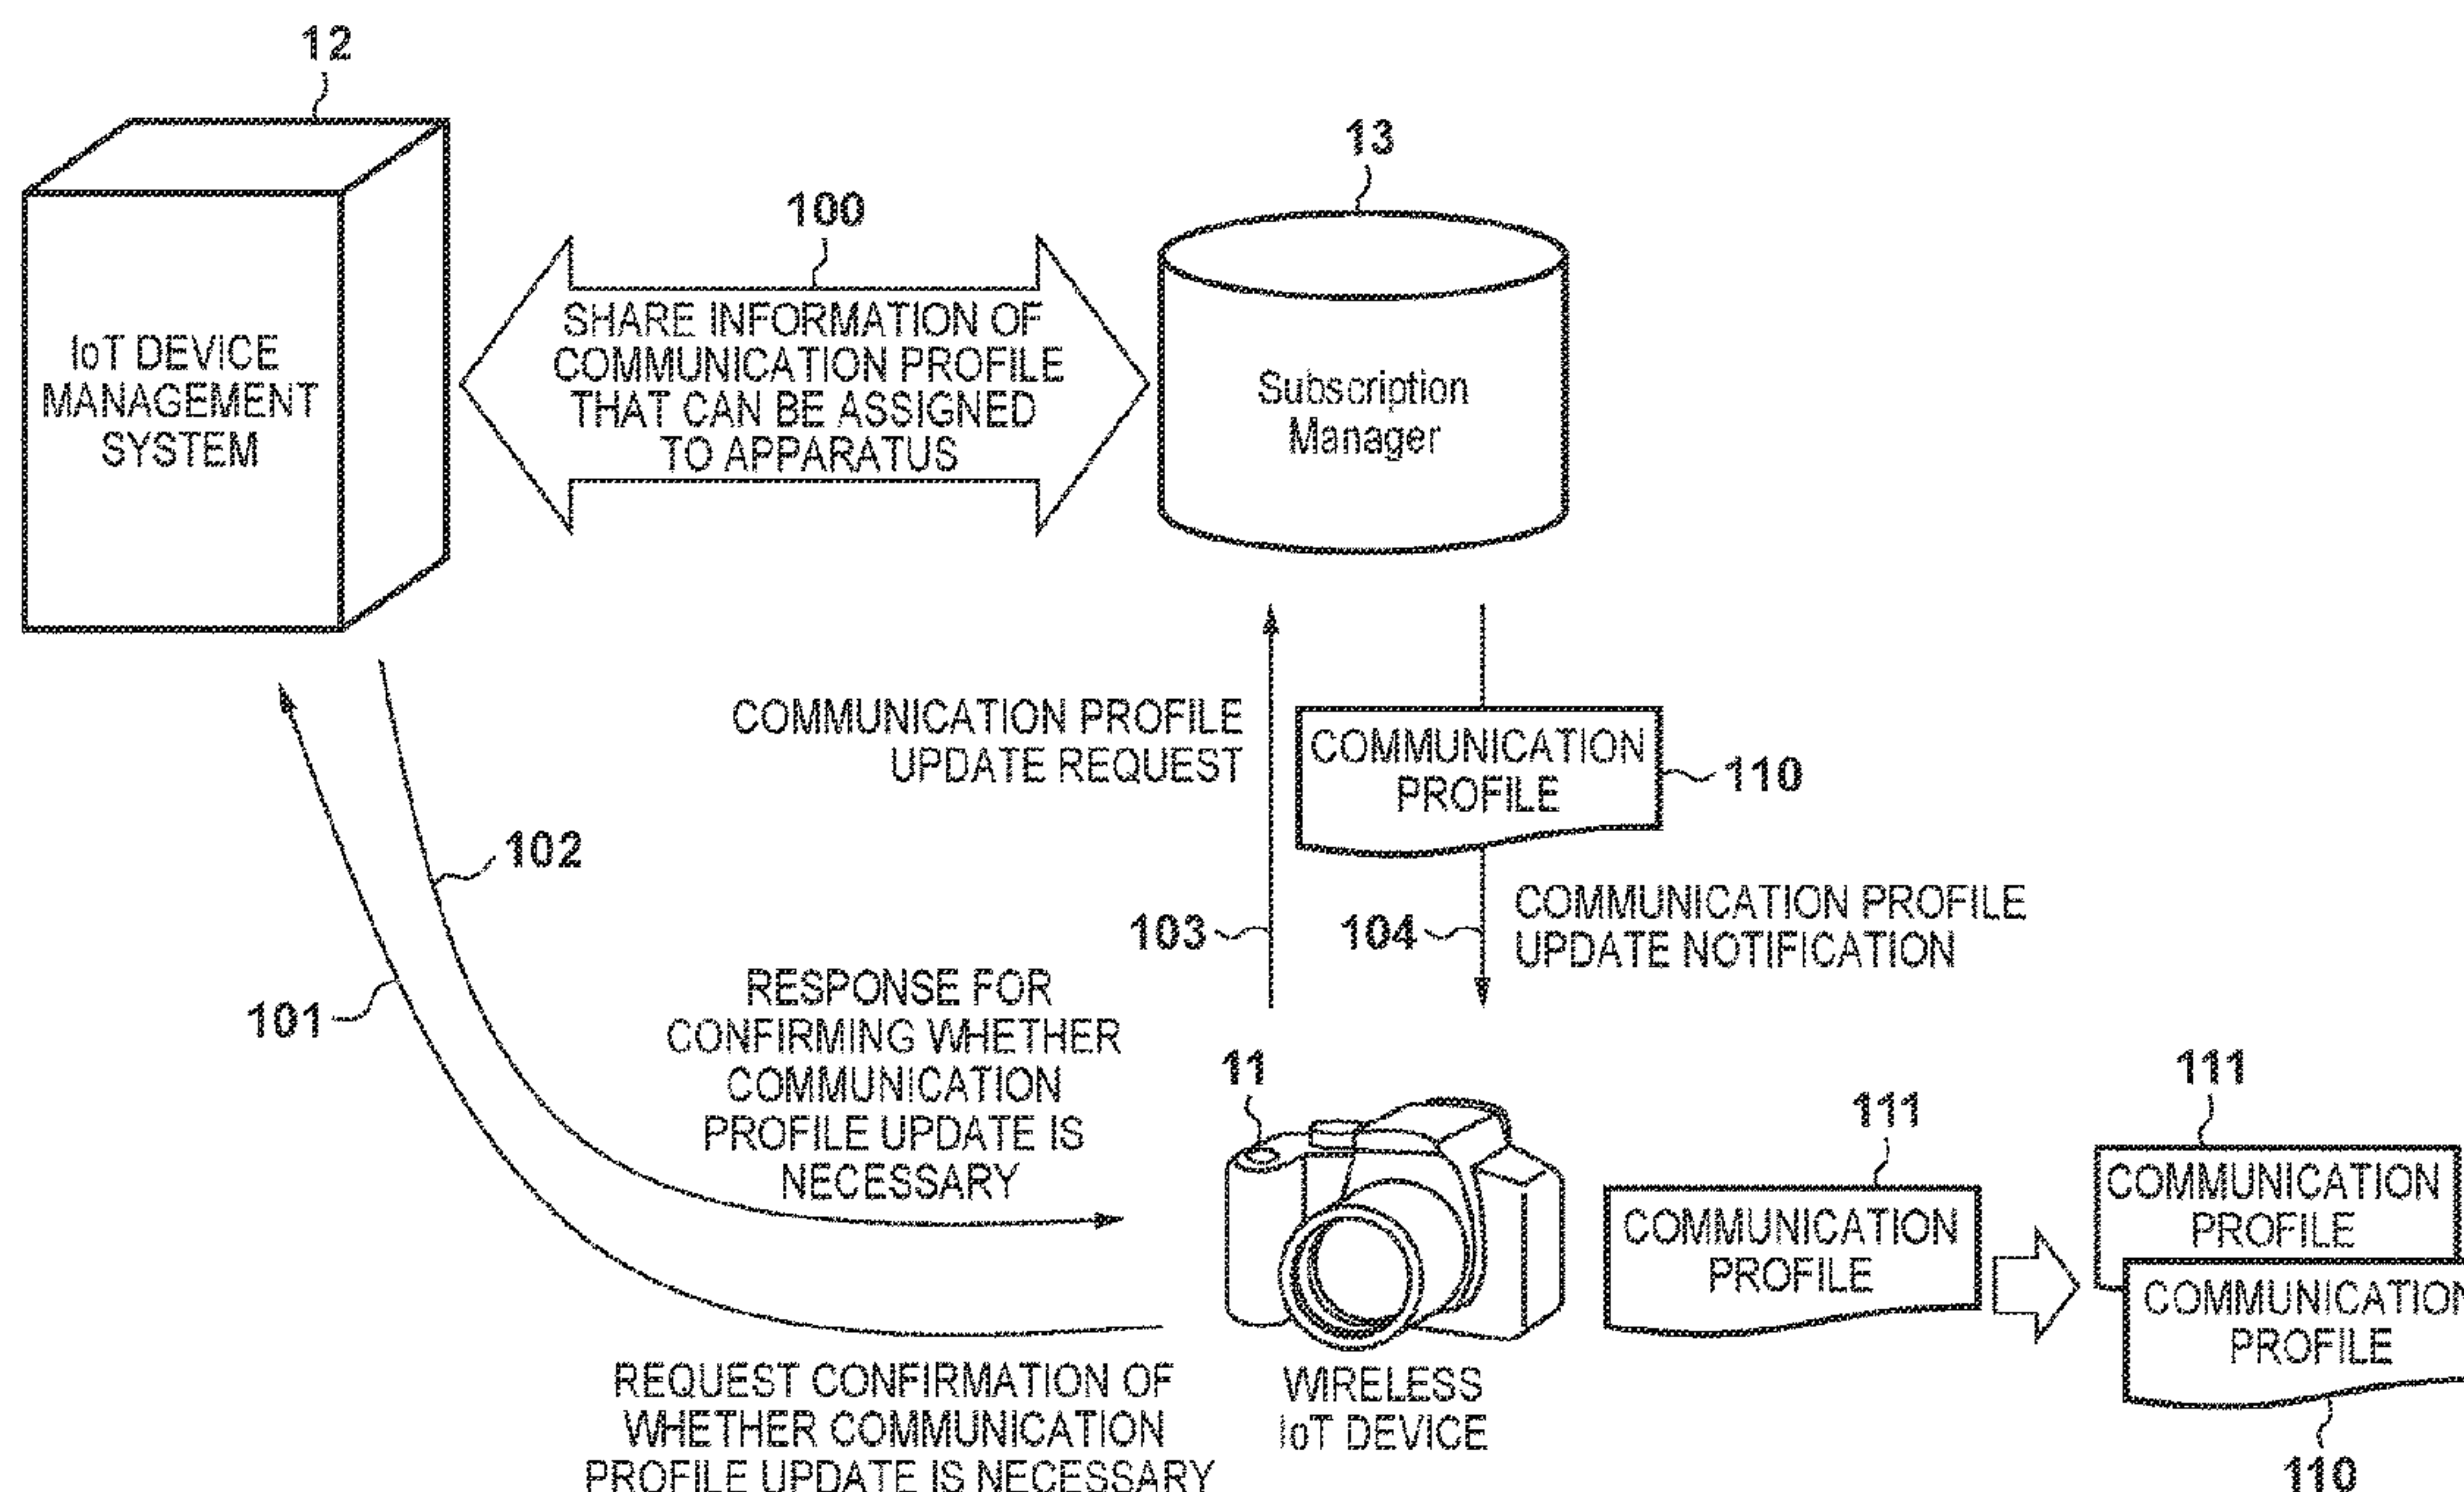 12
13
100
IoT DEVICE
MANAGEMENT
SYSTEM
SHARE INFORMATION OF
COMMUNICATION PROFILE
THAT CAN BE ASSIGNED
TO APPARATUS
Subscription
Manager
COMMUNICATION PROFILE
UPDATE REQUEST
COMMUNICATION
PROFILE
110
102
103
104
COMMUNICATION PROFILE
UPDATE NOTIFICATION
101
RESPONSE FOR
CONFIRMING WHETHER
COMMUNICATION
PROFILE UPDATE IS
NECESSARY
11
111
111
COMMUNICATION
PROFILE
COMMUNICATION
PROFILE
COMMUNICATION
PROFILE
REQUEST CONFIRMATION OF
WHETHER COMMUNICATION
PROFILE UPDATE IS NECESSARY
WIRELESS
IoT DEVICE
110